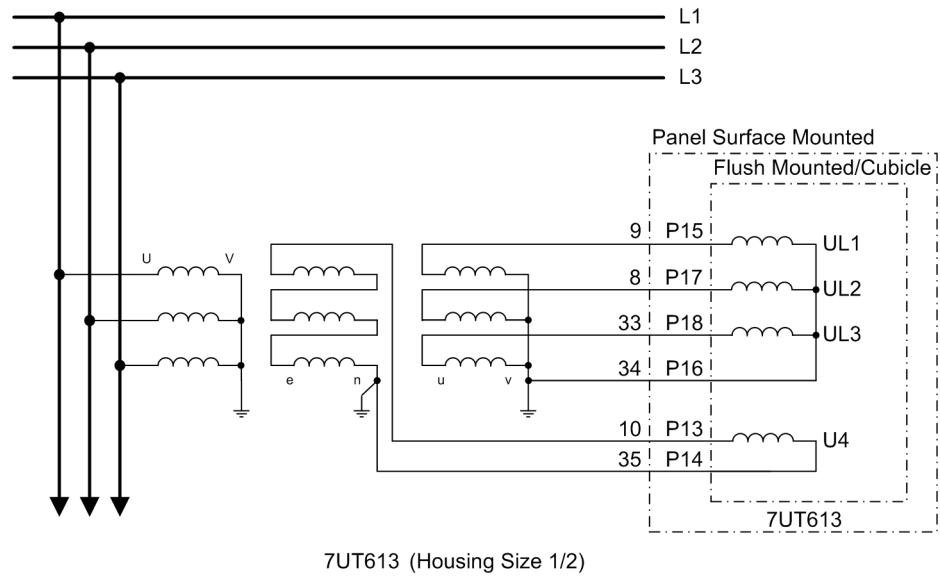 L1
L2
L3
Panel Surface Mounted
Flush Mounted/Cubicle
9 P15 UL1
U V
8 P17 UL2
33 P18 UL3
34 P16
e n u v
10 P13 U4
35 P14
7UT613
7UT613 (Housing Size 1/2)